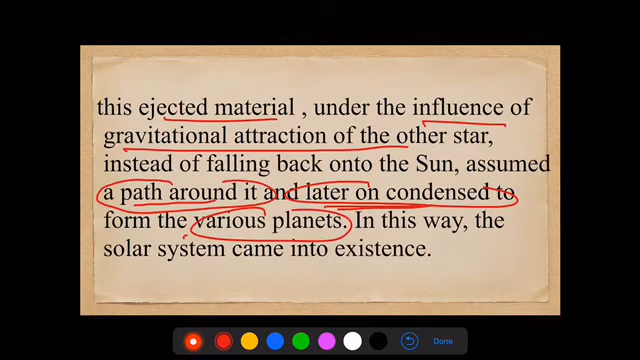 this ejected material , under the influence of
gravitational attraction of the other star,
instead of falling back onto the Sun, assumed
a path around it and later on condensed to
form the various planets. In this way, the
solar system came into existence.
Done